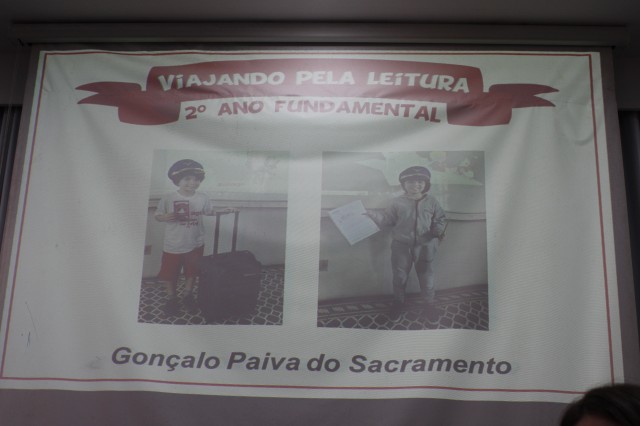 VIAJANDO PELA LEITURA
2º ANO FUNDAMENTAL
Gonçalo Paiva do Sacramento